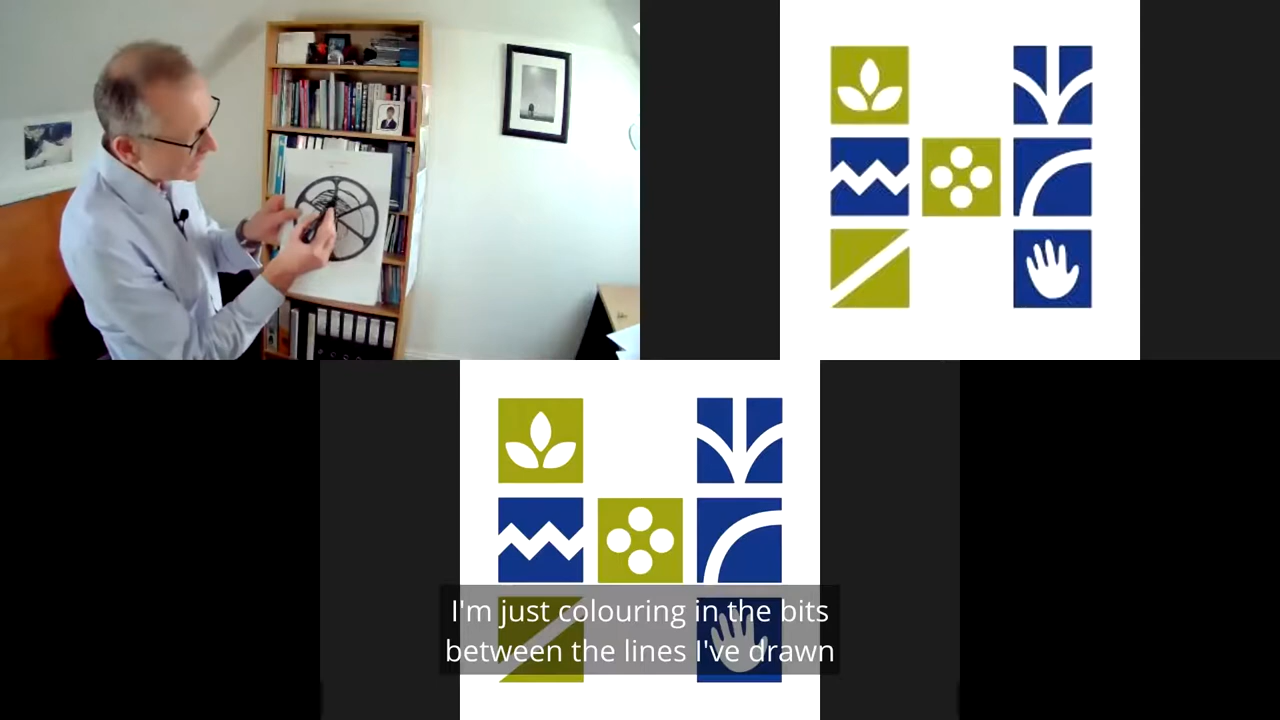 I'm just colouring in the bits
between the lines I've drawn